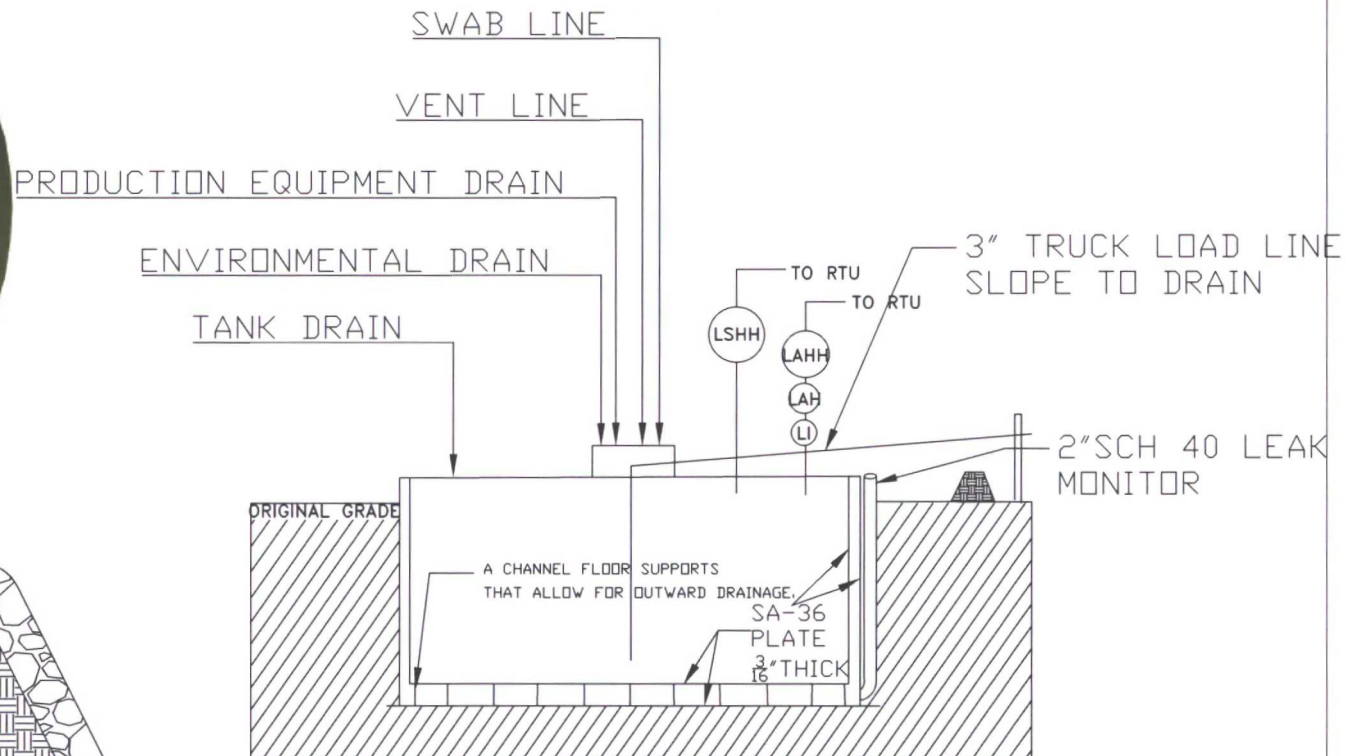 SWAB LINE
VENT LINE
PRODUCTION EQUIPMENT DRAIN
ENVIRONMENTAL DRAIN
TANK DRAIN
TO RTU
TO RTU
3" TRUCK LOAD LINE
SLOPE TO DRAIN
LSHH
LAHH
LAH
LI
2"SCH 40 LEAK
MONITOR
ORIGINAL GRADE
A CHANNEL FLOOR SUPPORTS
THAT ALLOW FOR OUTWARD DRAINAGE.
SA-36
PLATE
3/16"THICK